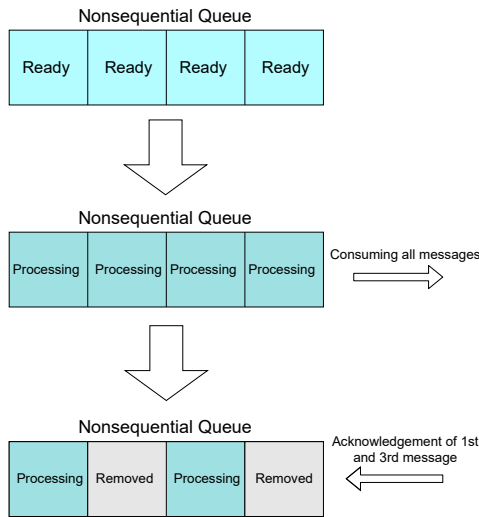 Nonsequential Queue
Ready Ready Ready Ready
Nonsequential Queue
Processing Processing Processing Processing
Consuming all messages
Nonsequential Queue
Processing Removed Processing Removed
Acknowledgement of 1st
and 3rd message